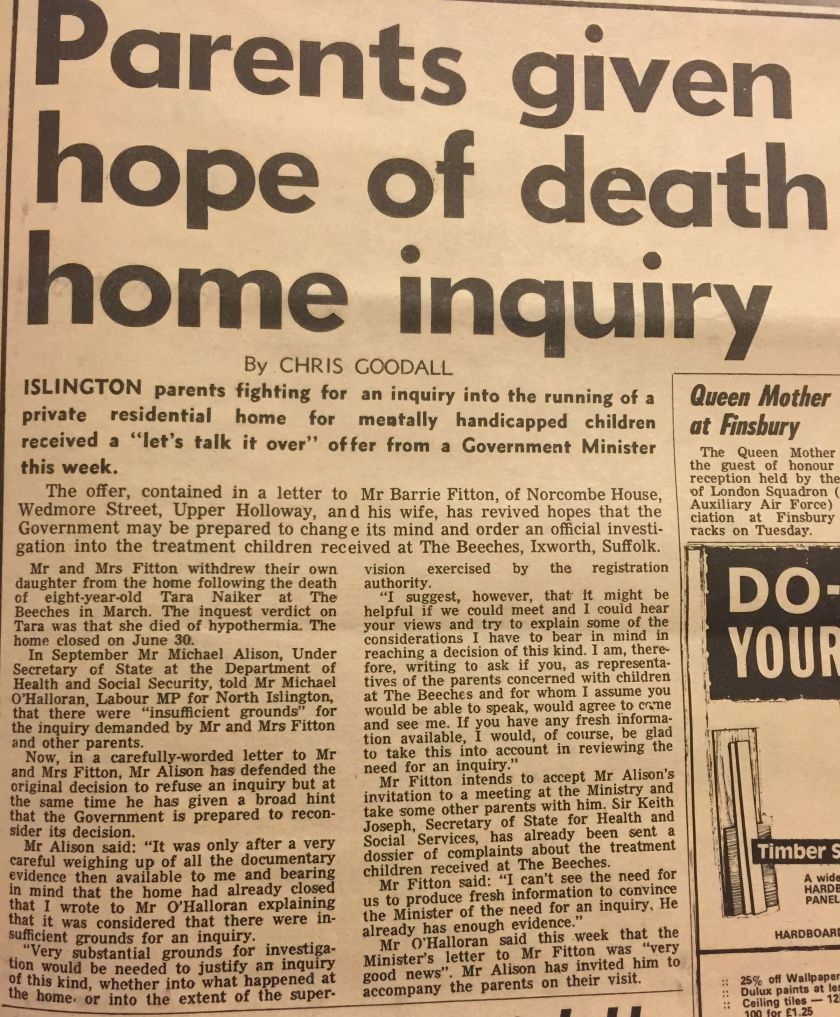 Parents given
hope of death
home inquiry
By CHRIS GOODALL
ISLINGTON parents fighting for an inquiry into the running of a
private residential home for mentally handicapped children
received a "let's talk it over" offer from a Government Minister
this week.
The offer, contained in a letter to Mr Barrie Fitton, of Norcombe House,
Wedmore Street, Upper Holloway, and his wife, has revived hopes that the
Government may be prepared to change its mind and order an official investi-
gation into the treatment children received at The Beeches, Ixworth, Suffolk.
Mr and Mrs Fitton withdrew their own
daughter from the home following the death
of eight-year-old Tara Naiker at The
Beeches in March. The inquest verdict on
Tara was that she died of hypothermia. The
home closed on June 30.
In September Mr Michael Alison, Under
Secretary of State at the Department of
Health and Social Security, told Mr Michael
O'Halloran, Labour MP for North Islington,
that there were "insufficient grounds" for
the inquiry demanded by Mr and Mrs Fitton
and other parents.
Now, in a carefully-worded letter to Mr
and Mrs Fitton, Mr Alison has defended the
original decision to refuse an inquiry but at
the same time he has given a broad hint
that the Government is prepared to recon-
sider its decision.
Mr Alison said: "It was only after a very
careful weighing up of all the documentary
evidence then available to me and bearing
in mind that the home had already closed
that I wrote to Mr O'Halloran explaining
that it was considered that there were in-
sufficient grounds for an inquiry.
"Very substantial grounds for investiga-
tion would be needed to justify an inquiry
of this kind, whether into what happened at
the home, or into the extent of the super-
vision exercised by the registration
authority.
"I suggest, however, that it might be
helpful if we could meet and I could hear
your views and try to explain some of the
considerations I have to bear in mind in
reaching a decision of this kind. I am, there-
fore, writing to ask if you, as representa-
tives of the parents concerned with children
at The Beeches and for whom I assume you
would be able to speak, would agree to come
and see me. If you have any fresh informa-
tion available, I would, of course, be glad
to take this into account in reviewing the
need for an inquiry."
Mr Fitton intends to accept Mr Alison's
invitation to a meeting at the Ministry and
take some other parents with him. Sir Keith
Joseph, Secretary of State for Health and
Social Services, has already been sent a
dossier of complaints about the treatment
children received at The Beeches.
Mr Fitton said: "I can't see the need for
us to produce fresh information to convince
the Minister of the need for an inquiry. He
already has enough evidence."
Mr O'Halloran said this week that the
Minister's letter to Mr Fitton was "very
good news". Mr Alison has invited him to
accompany the parents on their visit.
Queen Mother
at Finsbury
The Queen Mother
the guest of honour
reception held by the
of London Squadron (
Auxiliary Air Force)
ciation at Finsbury
racks on Tuesday.
DO-
YOUR
Timber S
A wide
HARDB
PANEL
HARDBOARD
25% off Wallpaper
Dulux paints at les
Ceiling tiles — 12
100 for £1.25